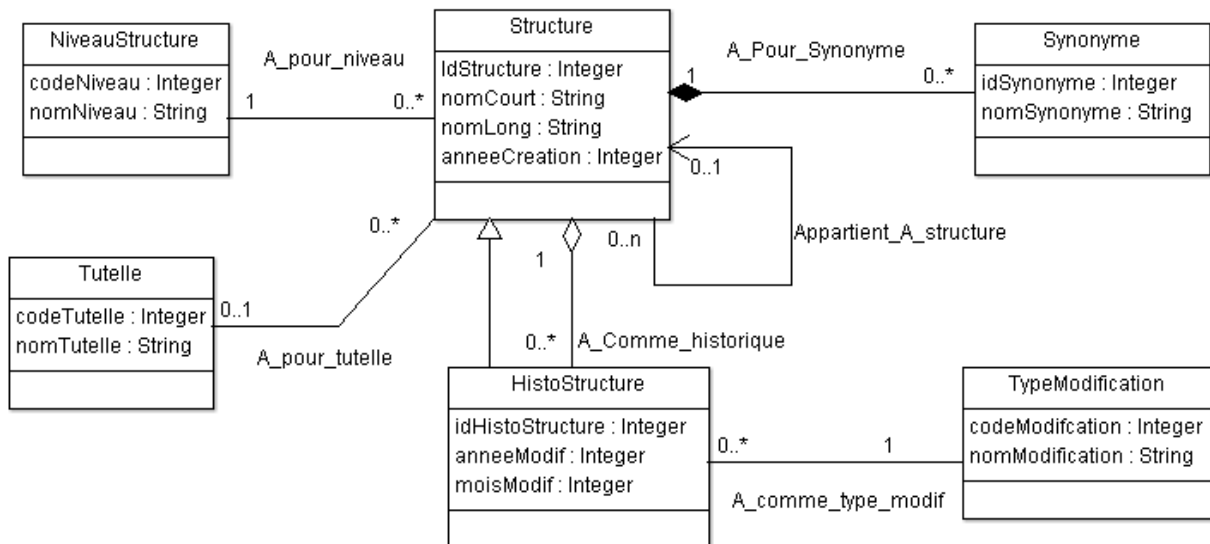 NiveauStructure
codeNiveau : Integer
nomNiveau : String
A_pour_niveau
1
0..*
Structure
IdStructure : Integer
nomCourt : String
nomLong : String
anneeCreation : Integer
A_Pour_Synonyme
1
0..*
Synonyme
idSynonyme : Integer
nomSynonyme : String
0..1
0..n
Appartient_A_structure
0..*
Tutelle
codeTutelle : Integer
nomTutelle : String
0..1
A_pour_tutelle
1
0..*
A_Comme_historique
HistoStructure
idHistoStructure : Integer
anneeModif : Integer
moisModif : Integer
0..*
1
A_comme_type_modif
TypeModification
codeModifcation : Integer
nomModification : String